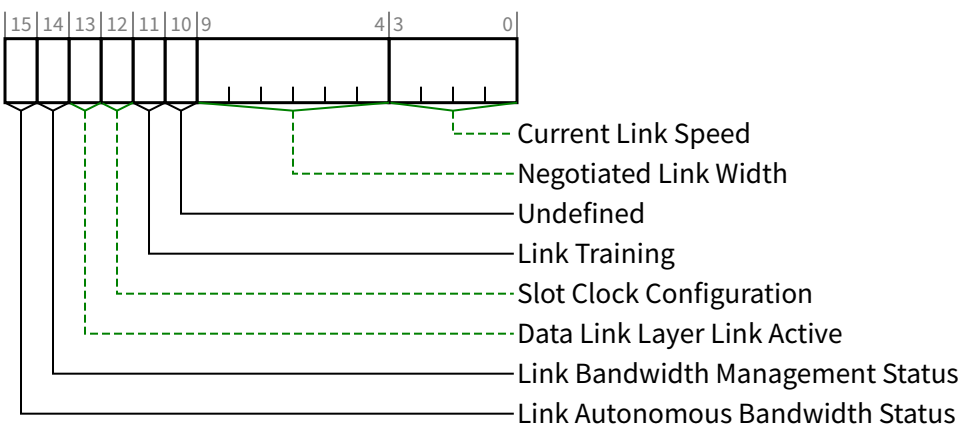 15 14 13 12 11 10 9 4 3 0
Current Link Speed
Negotiated Link Width
Undefined
Link Training
Slot Clock Configuration
Data Link Layer Link Active
Link Bandwidth Management Status
Link Autonomous Bandwidth Status